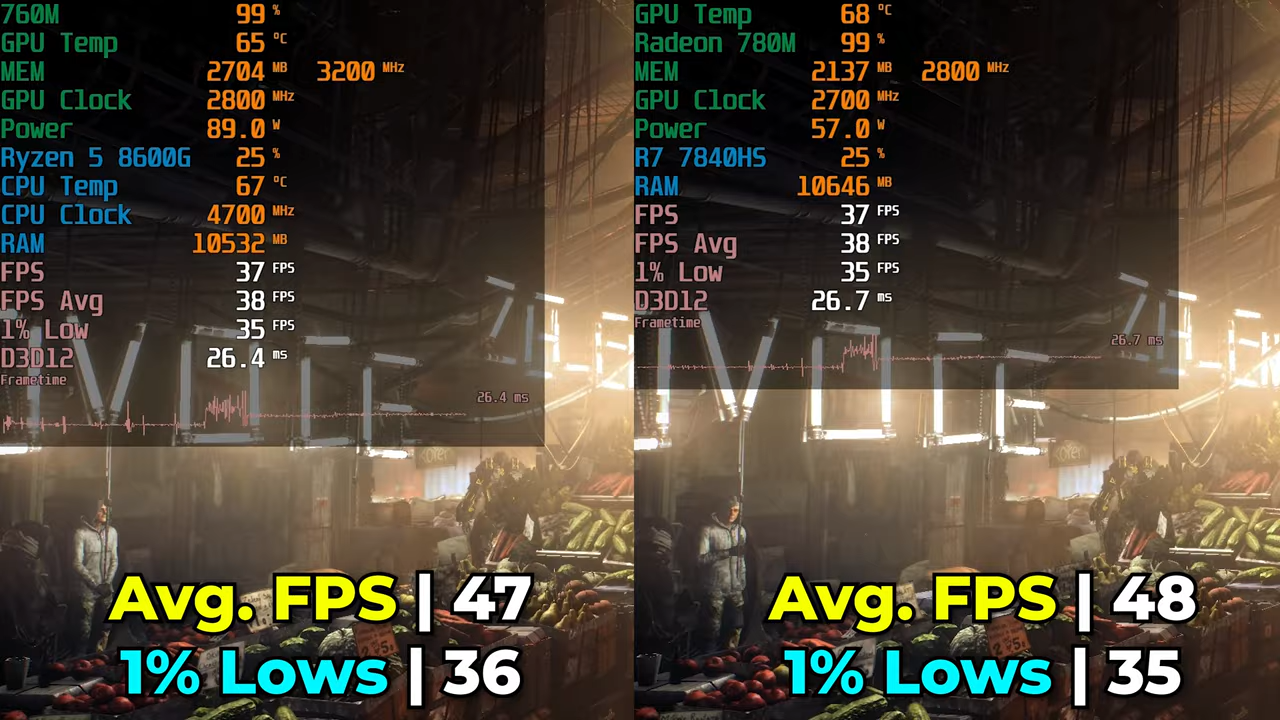 760M 99 %
GPU Temp 65 °C
MEM 2704 MB 3200 MHz
GPU Clock 2800 MHz
Power 89.0 W
Ryzen 5 8600G 25 %
CPU Temp 67 °C
CPU Clock 4700 MHz
RAM 10532 MB
FPS 37 FPS
FPS Avg 38 FPS
1% Low 35 FPS
D3D12 26.4 ms
Frametime
26.4 ms
Avg. FPS | 47
1% Lows | 36
GPU Temp 68 °C
Radeon 780M 99 %
MEM 2137 MB 2800 MHz
GPU Clock 2700 MHz
Power 57.0 W
R7 7840HS 25 %
RAM 10646 MB
FPS 37 FPS
FPS Avg 38 FPS
1% Low 35 FPS
D3D12 26.7 ms
Frametime
26.7 ms
Avg. FPS | 48
1% Lows | 35